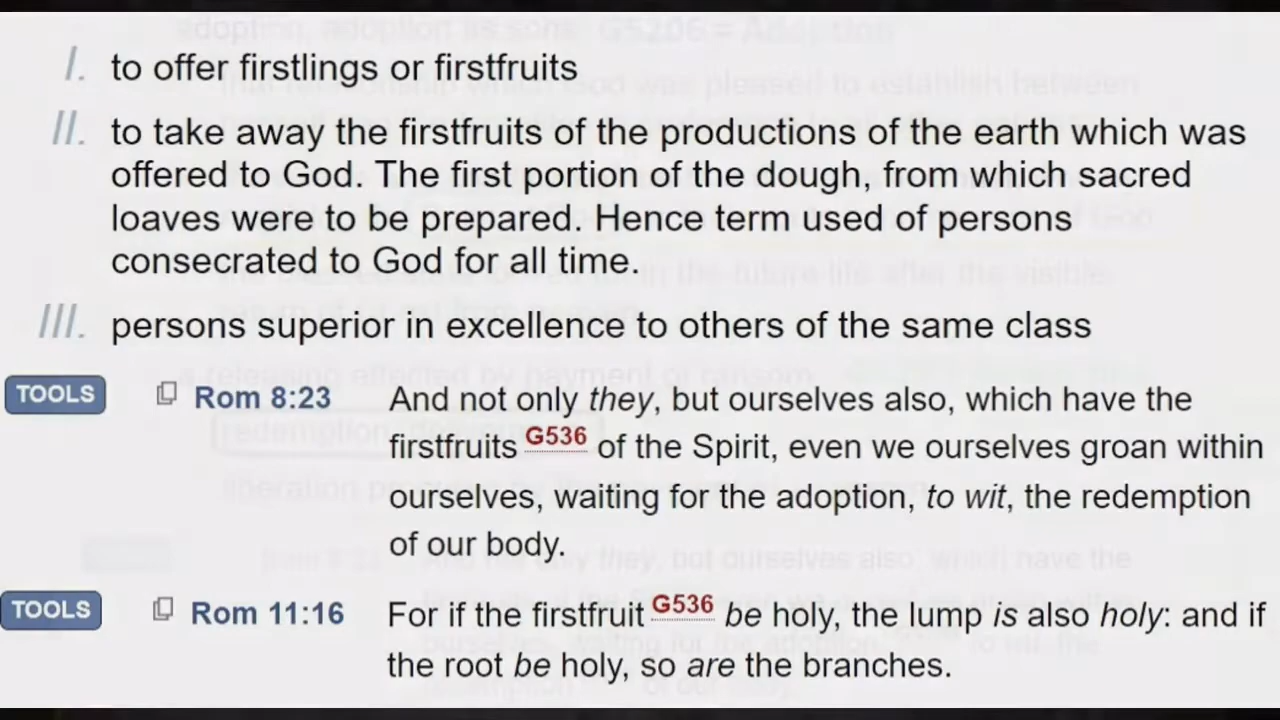 adopting, adoption as sons G5206 = Adoption
I. to offer firstlings or firstfruits
II. to take away the firstfruits of the productions of the earth which was
offered to God. The first portion of the dough, from which sacred
loaves were to be prepared. Hence term used of persons
consecrated to God for all time.
III. persons superior in excellence to others of the same class
TOOLS Rom 8:23 And not only they, but ourselves also, which have the
firstfruits G536 of the Spirit, even we ourselves groan within
ourselves, waiting for the adoption, to wit, the redemption
of our body.
TOOLS Rom 11:16 For if the firstfruit G536 be holy, the lump is also holy: and if
the root be holy, so are the branches.